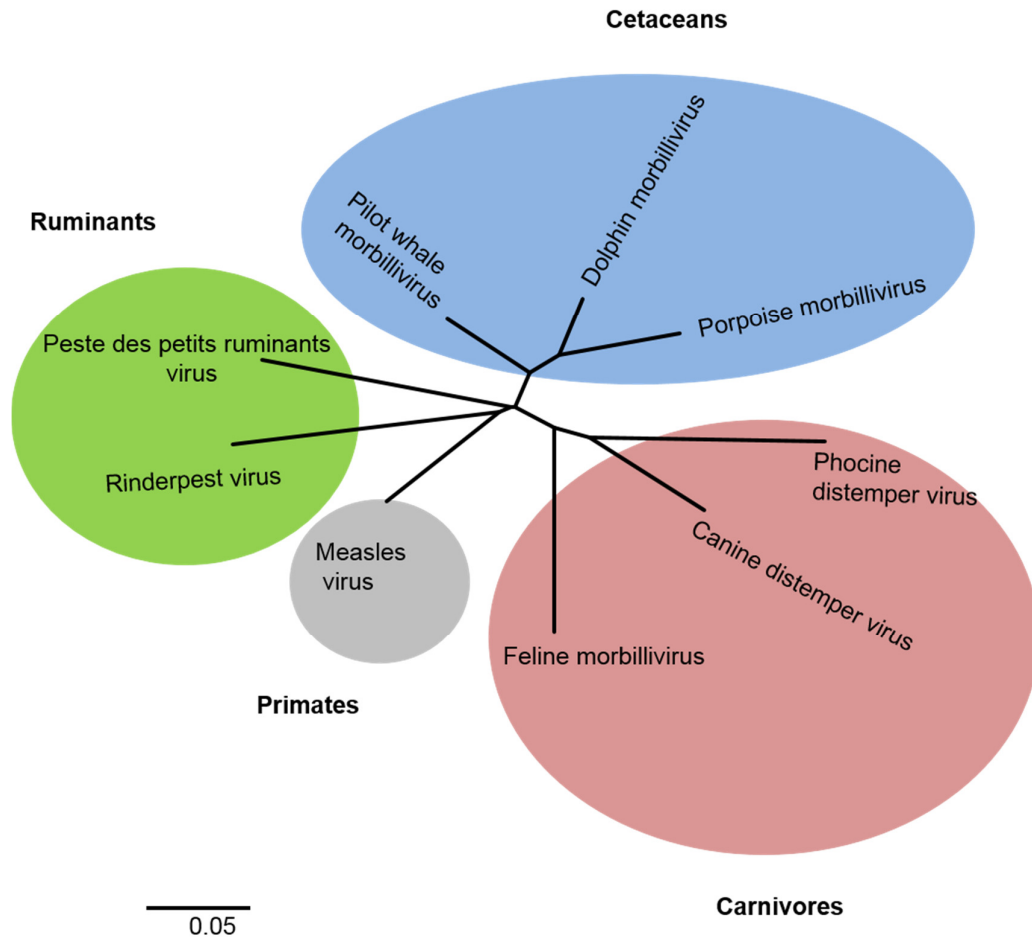 Cetaceans
Dolphin morbillivirus
Pilot whale
morbillivirus
Porpoise morbillivirus
Ruminants
Peste des petits ruminants
virus
Rinderpest virus
Measles
virus
Primates
Phocine
distemper virus
Canine distemper virus
Feline morbillivirus
Carnivores
0.05